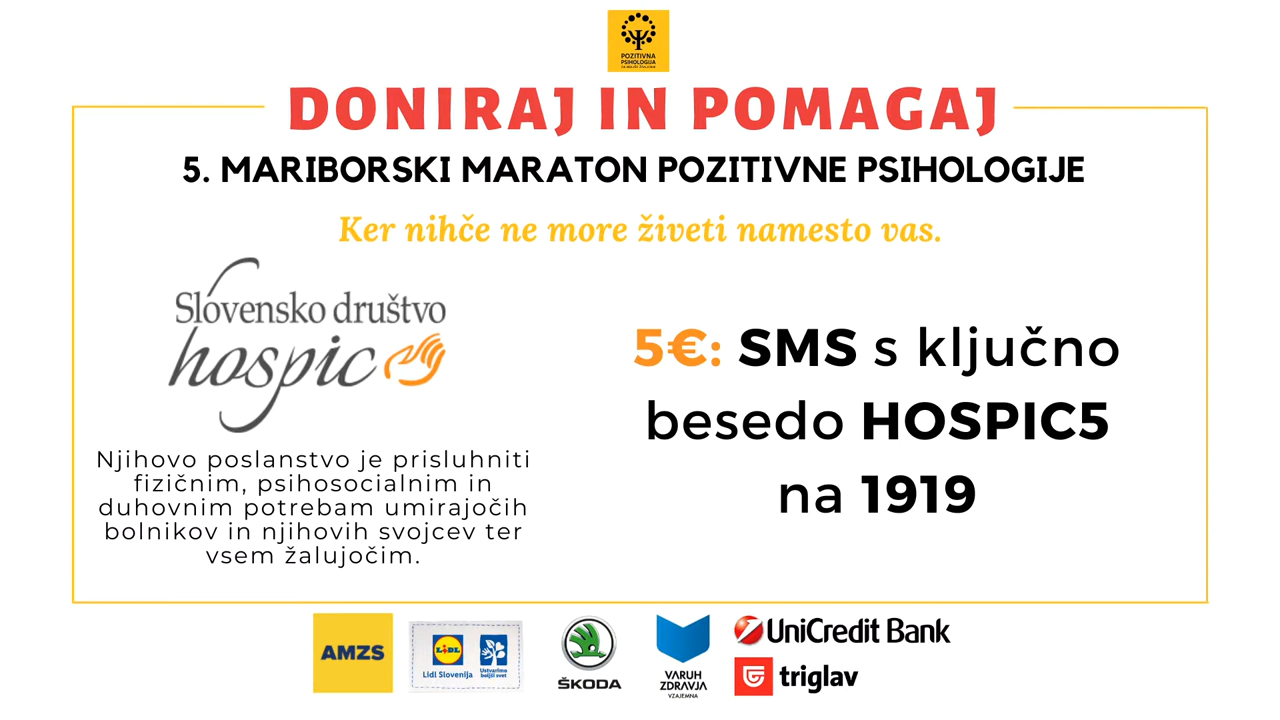 POZITIVNA
PSIHOLOGIJA
DONIRAJ IN POMAGAJ
5. MARIBORSKI MARATON POZITIVNE PSIHOLOGIJE
Ker nihče ne more živeti namesto vas.
Slovensko društvo
hospic
Njihovo poslanstvo je prisluhniti
fizičnim, psihosocialnim in
duhovnim potrebam umirajočih
bolnikov in njihovih svojcev ter
vsem žalujočim.
5€: SMS s ključno
besedo HOSPIC5
na 1919
AMZS
LIDL
Lidl Slovenija
Ustvarimo
boljši svet
ŠKODA
VARUH
ZDRAVJA
VZAJEMNA
UniCredit Bank
triglav